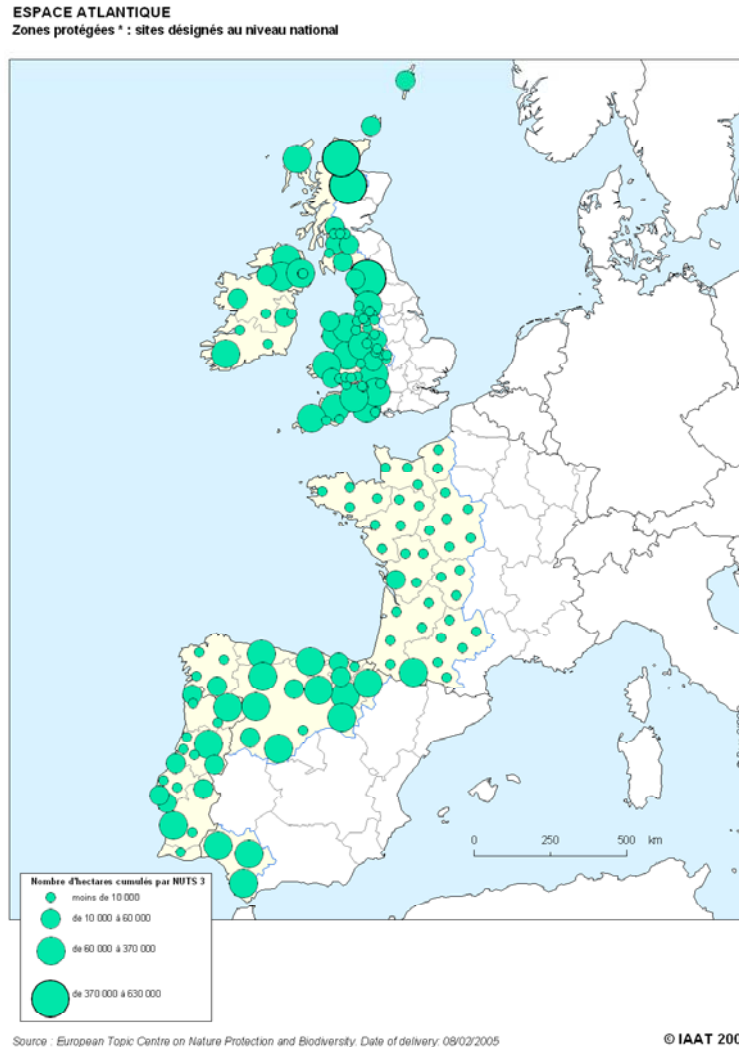 ESPACE ATLANTIQUE
Zones protégées * : sites désignés au niveau national
0 250 500 km
Nombre d'hectares cumulés par NUTS 3
moins de 10 000
de 10 000 à 60 000
de 60 000 à 370 000
de 370 000 à 630 000
Source : European Topic Centre on Nature Protection and Biodiversity. Date of delivery: 08/02/2005
© IAAT 200